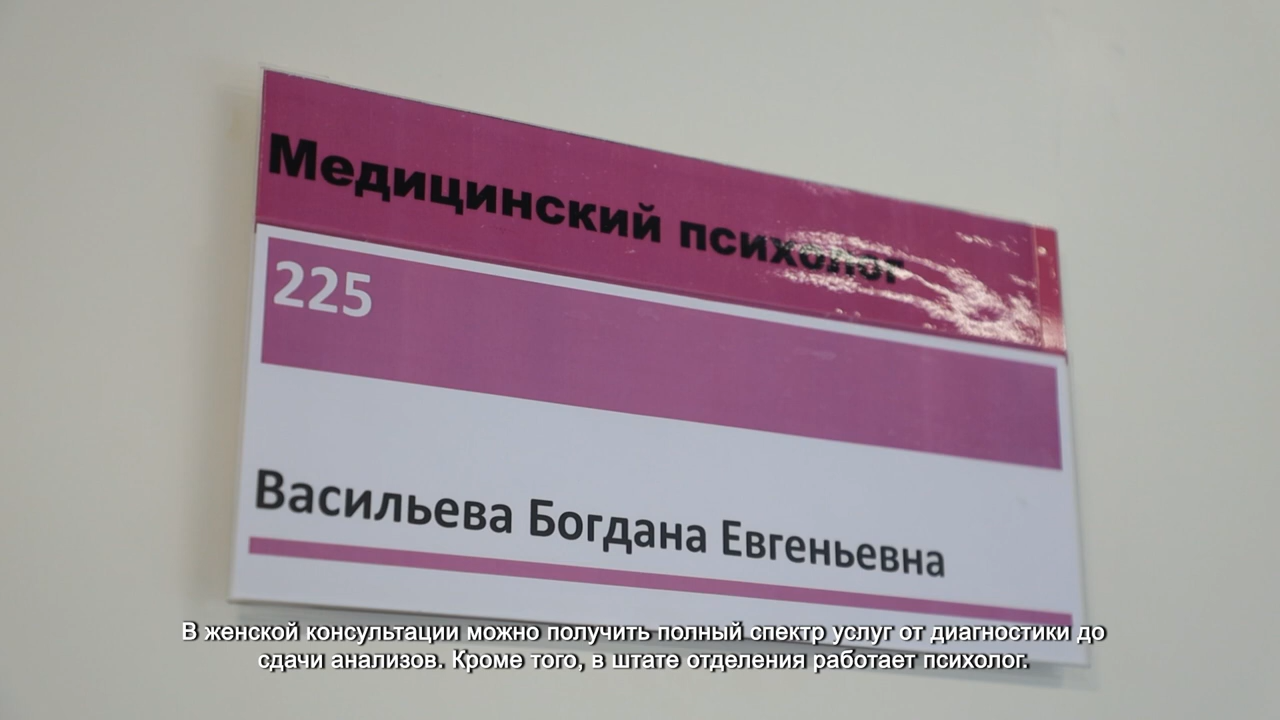 Медицинский психолог
225
Васильева Богдана Евгеньевна
В женской консультации можно получить полный спектр услуг от диагностики до
сдачи анализов. Кроме того, в штате отделения работает психолог.